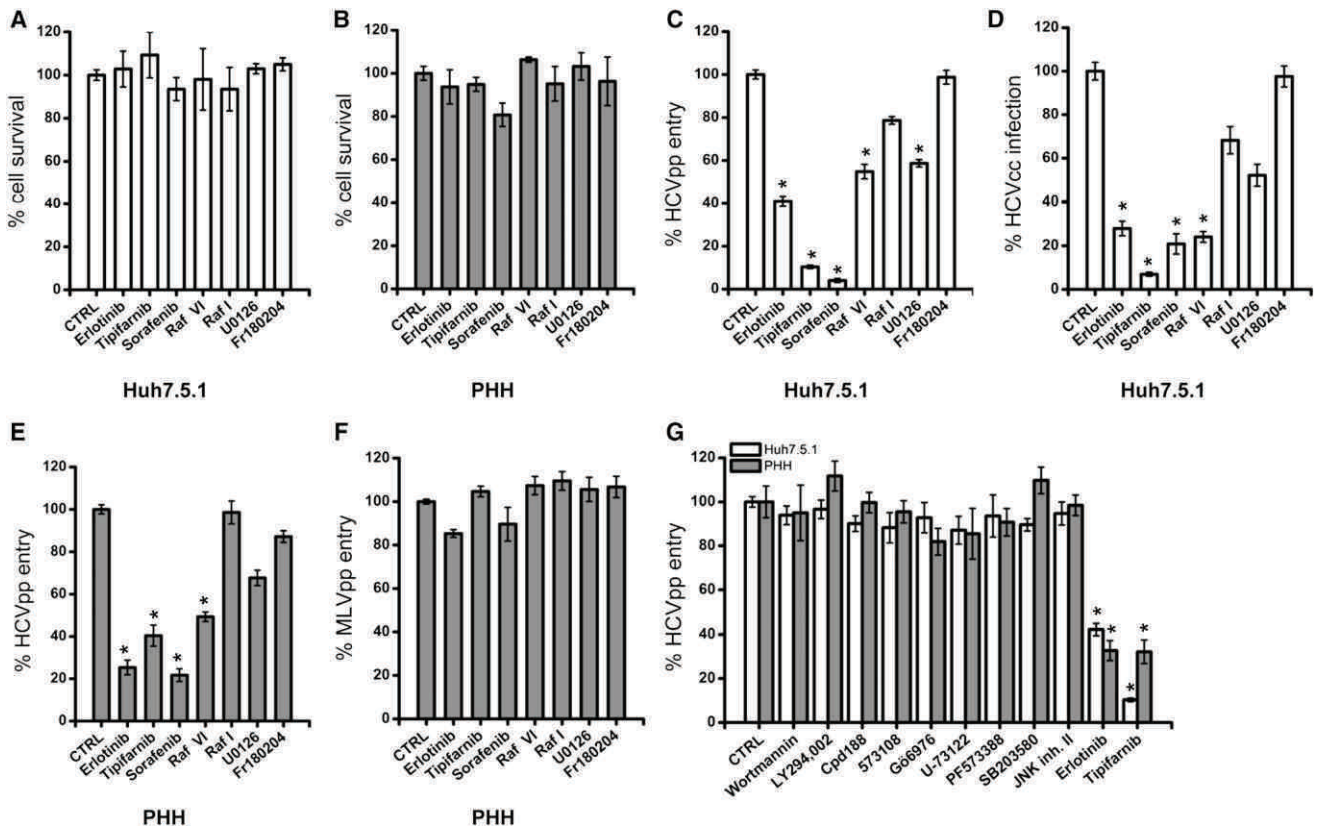 A
% cell survival
120
100
80
60
40
20
0
CTRL
Erlotinib
Tipifarnib
Sorafenib
Raf VI
Raf I
U0126
Fr180204
Huh7.5.1
B
% cell survival
120
100
80
60
40
20
0
CTRL
Erlotinib
Tipifarnib
Sorafenib
Raf VI
Raf I
U0126
Fr180204
PHH
C
% HCVpp entry
120
100
80
60
40
20
0
*
*
*
*
*
CTRL
Erlotinib
Tipifarnib
Sorafenib
Raf VI
Raf I
U0126
Fr180204
Huh7.5.1
D
% HCVcc infection
120
100
80
60
40
20
0
*
*
*
*
CTRL
Erlotinib
Tipifarnib
Sorafenib
Raf VI
Raf I
U0126
Fr180204
Huh7.5.1
E
% HCVpp entry
120
100
80
60
40
20
0
*
*
*
*
CTRL
Erlotinib
Tipifarnib
Sorafenib
Raf VI
Raf I
U0126
Fr180204
PHH
F
% MLVpp entry
120
100
80
60
40
20
0
CTRL
Erlotinib
Tipifarnib
Sorafenib
Raf VI
Raf I
U0126
Fr180204
PHH
G
Huh7.5.1
PHH
% HCVpp entry
120
100
80
60
40
20
0
*
*
*
*
CTRL
Wortmannin
LY294,002
Cpd188
573108
Gö6976
U-73122
PF573388
SB203580
JNK inh. II
Erlotinib
Tipifarnib